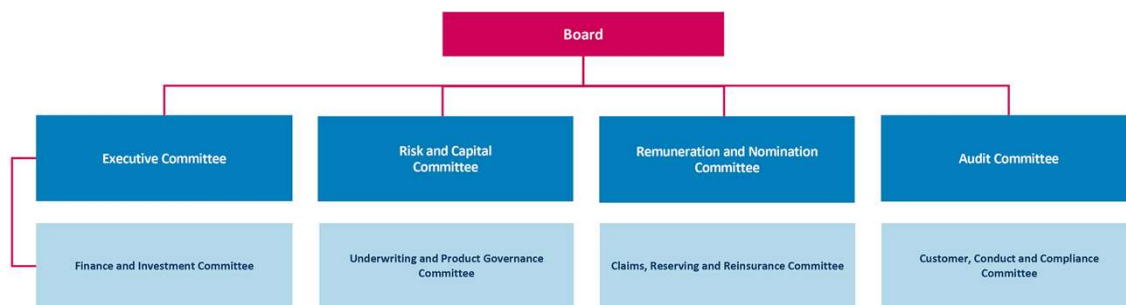 Board
Executive Committee
Risk and Capital
Committee
Remuneration and Nomination
Committee
Audit Committee
Finance and Investment Committee
Underwriting and Product Governance
Committee
Claims, Reserving and Reinsurance Committee
Customer, Conduct and Compliance
Committee